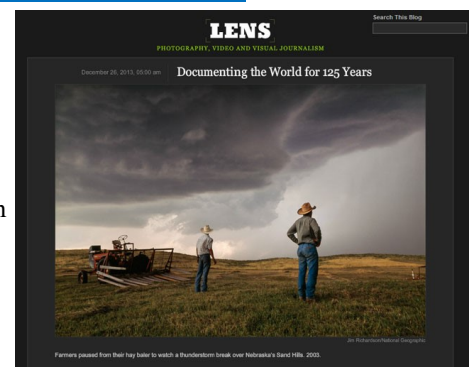 Search This Blog
LENS
PHOTOGRAPHY, VIDEO AND VISUAL JOURNALISM
December 26, 2013, 05:00 am
Documenting the World for 125 Years
Jim Richardson/National Geographic
Farmers paused from their hay baler to watch a thunderstorm break over Nebraska's Sand Hills. 2003.